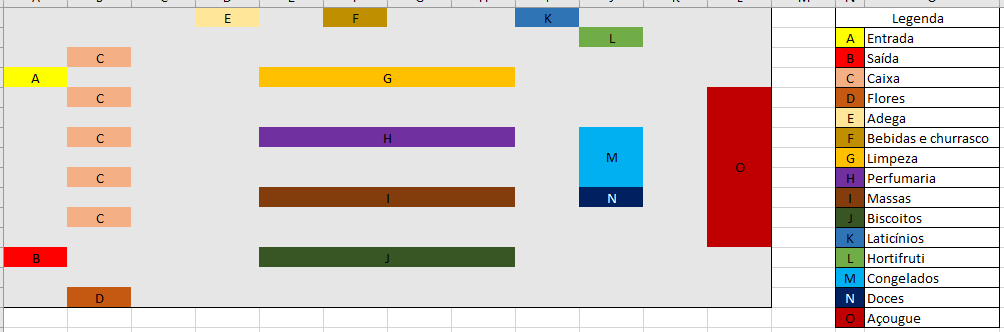 E F K
L
C
A G
C
C H
M
O
C
I N
C
B J
D
Legenda
A Entrada
B Saída
C Caixa
D Flores
E Adega
F Bebidas e churrasco
G Limpeza
H Perfumaria
I Massas
J Biscoitos
K Laticínios
L Hortifruti
M Congelados
N Doces
O Açougue